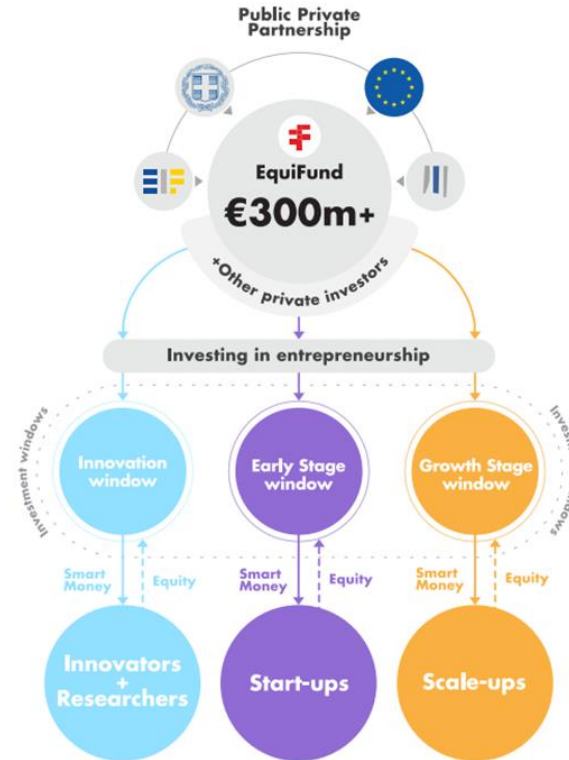 Public Private
Partnership
EIF
EquiFund
€300m+
+Other private investors
Investing in entrepreneurship
Investment windows
Innovation
window
Early Stage
window
Growth Stage
window
Smart
Money
Equity
Smart
Money
Equity
Smart
Money
Equity
Innovators
+
Researchers
Start-ups
Scale-ups